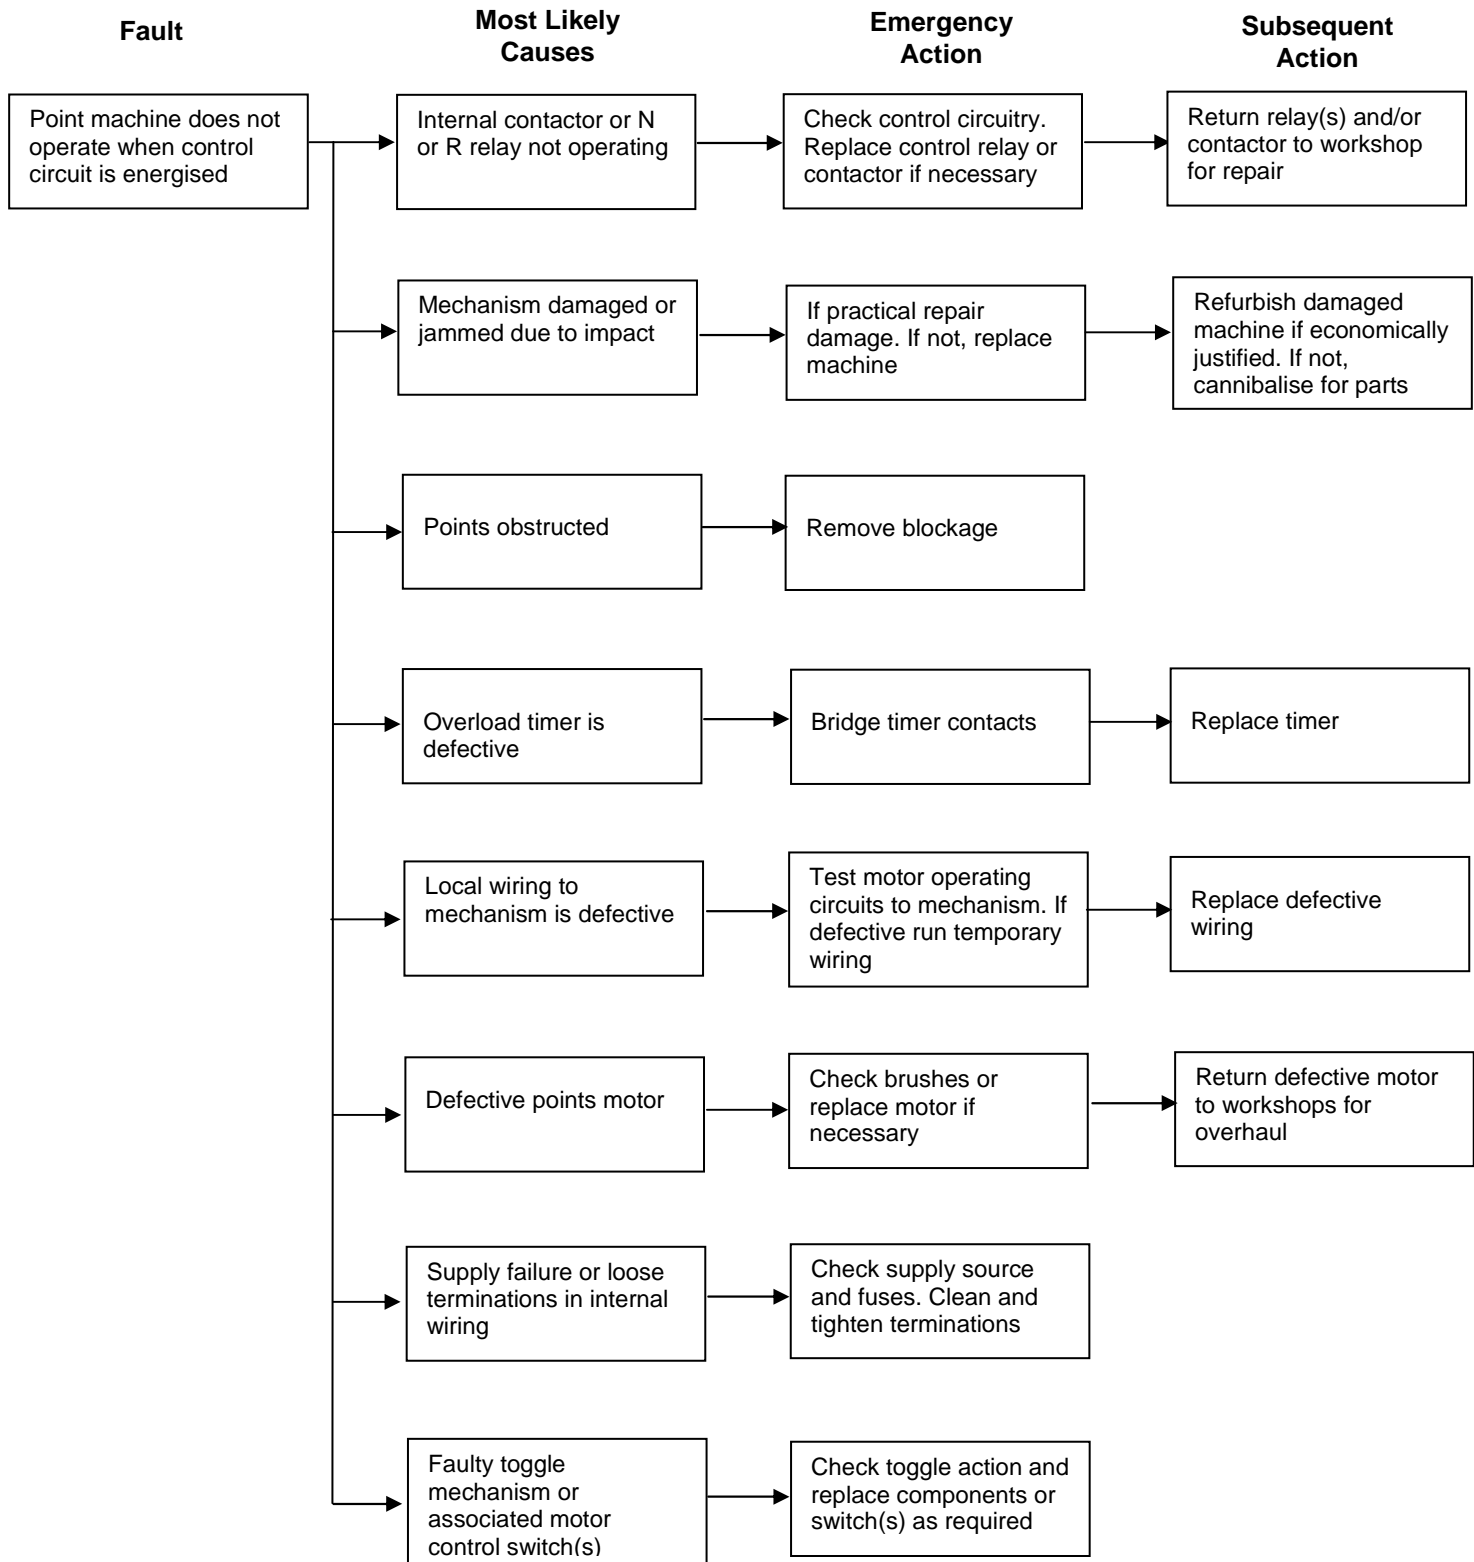 Fault
Most Likely
Causes
Emergency
Action
Subsequent
Action
Point machine does not
operate when control
circuit is energised
Internal contactor or N
or R relay not operating
Check control circuitry.
Replace control relay or
contactor if necessary
Return relay(s) and/or
contactor to workshop
for repair
Mechanism damaged or
jammed due to impact
If practical repair
damage. If not, replace
machine
Refurbish damaged
machine if economically
justified. If not,
cannibalise for parts
Points obstructed
Remove blockage
Overload timer is
defective
Bridge timer contacts
Replace timer
Local wiring to
mechanism is defective
Test motor operating
circuits to mechanism. If
defective run temporary
wiring
Replace defective
wiring
Defective points motor
Check brushes or
replace motor if
necessary
Return defective motor
to workshops for
overhaul
Supply failure or loose
terminations in internal
wiring
Check supply source
and fuses. Clean and
tighten terminations
Faulty toggle
mechanism or
associated motor
control switch(s)
Check toggle action and
replace components or
switch(s) as required